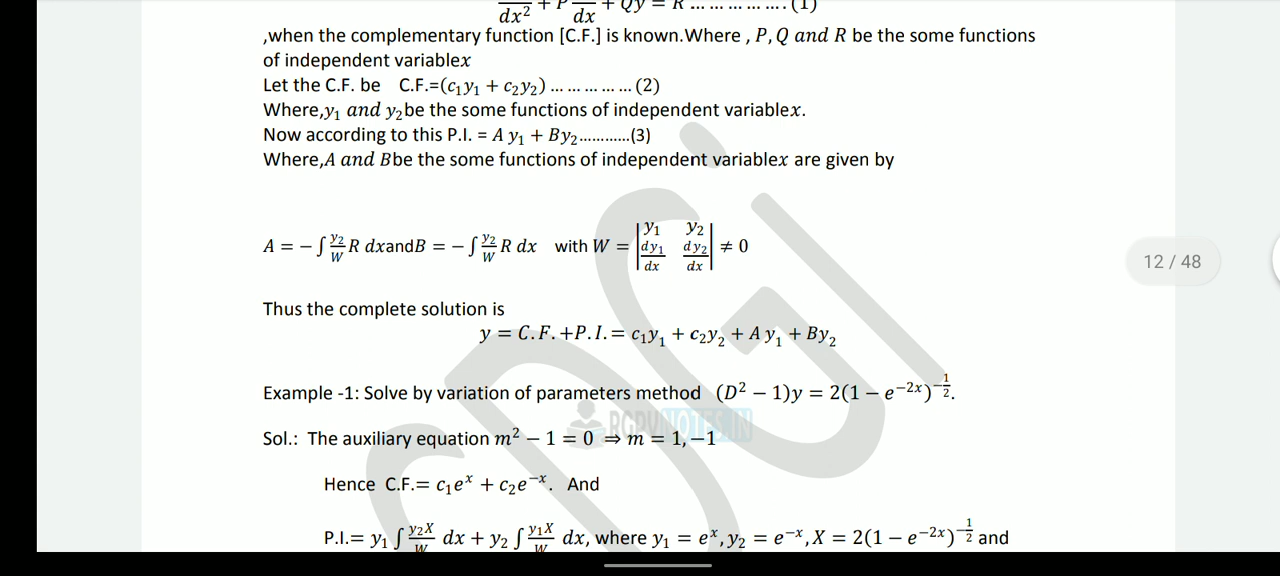 d/dx² + P d/dx + Qy = R ... ... ... ... .... (1)
,when the complementary function [C.F.] is known.Where , P, Q and R be the some functions
of independent variablex
Let the C.F. be C.F.=(c₁y₁ + c₂y₂) ... ... ... ... ... (2)
Where,y₁ and y₂be the some functions of independent variablex.
Now according to this P.I. = A y₁ + By₂............(3)
Where,A and Bbe the some functions of independent variablex are given by
A = − ∫ y₂/W R dxandB = − ∫ y₂/W R dx with W = |y₁ y₂; dy₁/dx dy₂/dx| ≠ 0
12 / 48
Thus the complete solution is
y = C.F.+P.I.= c₁y₁ + c₂y₂ + A y₁ + By₂
Example -1: Solve by variation of parameters method (D² − 1)y = 2(1 − e⁻²ˣ)^(−1/2).
RGPVNOTES.IN
Sol.: The auxiliary equation m² − 1 = 0 ⇒ m = 1, −1
Hence C.F.= c₁eˣ + c₂e⁻ˣ. And
P.I.= y₁ ∫ y₂X/W dx + y₂ ∫ y₁X/W dx, where y₁ = eˣ, y₂ = e⁻ˣ, X = 2(1 − e⁻²ˣ)^(−1/2) and